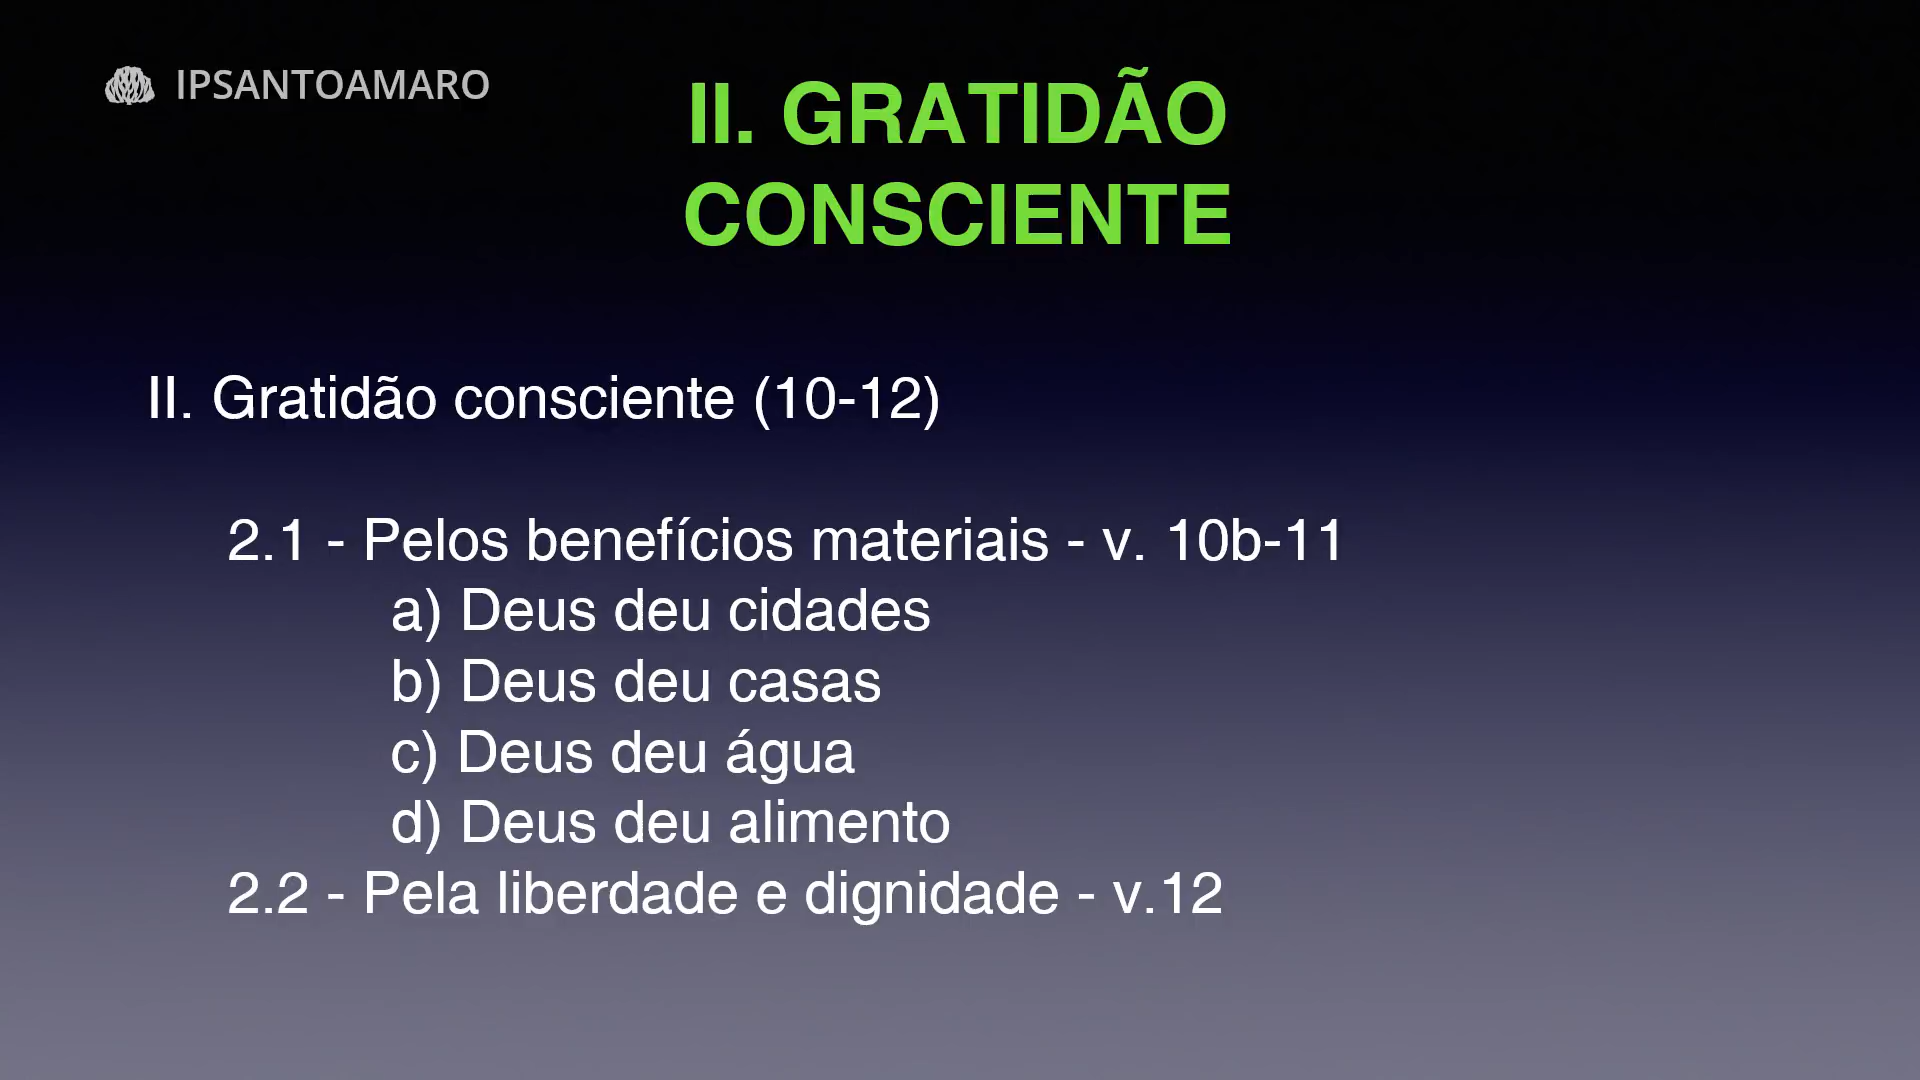 IPSANTOAMARO
II. GRATIDÃO
CONSCIENTE
II. Gratidão consciente (10-12)
2.1 - Pelos benefícios materiais - v. 10b-11
a) Deus deu cidades
b) Deus deu casas
c) Deus deu água
d) Deus deu alimento
2.2 - Pela liberdade e dignidade - v.12